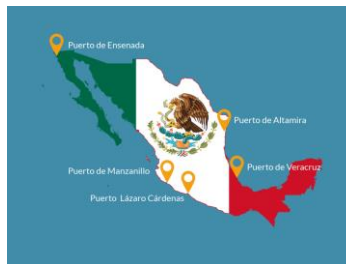 Puerto de Ensenada
Puerto de Altamira
Puerto de Manzanillo
Puerto de Veracruz
Puerto Lázaro Cárdenas